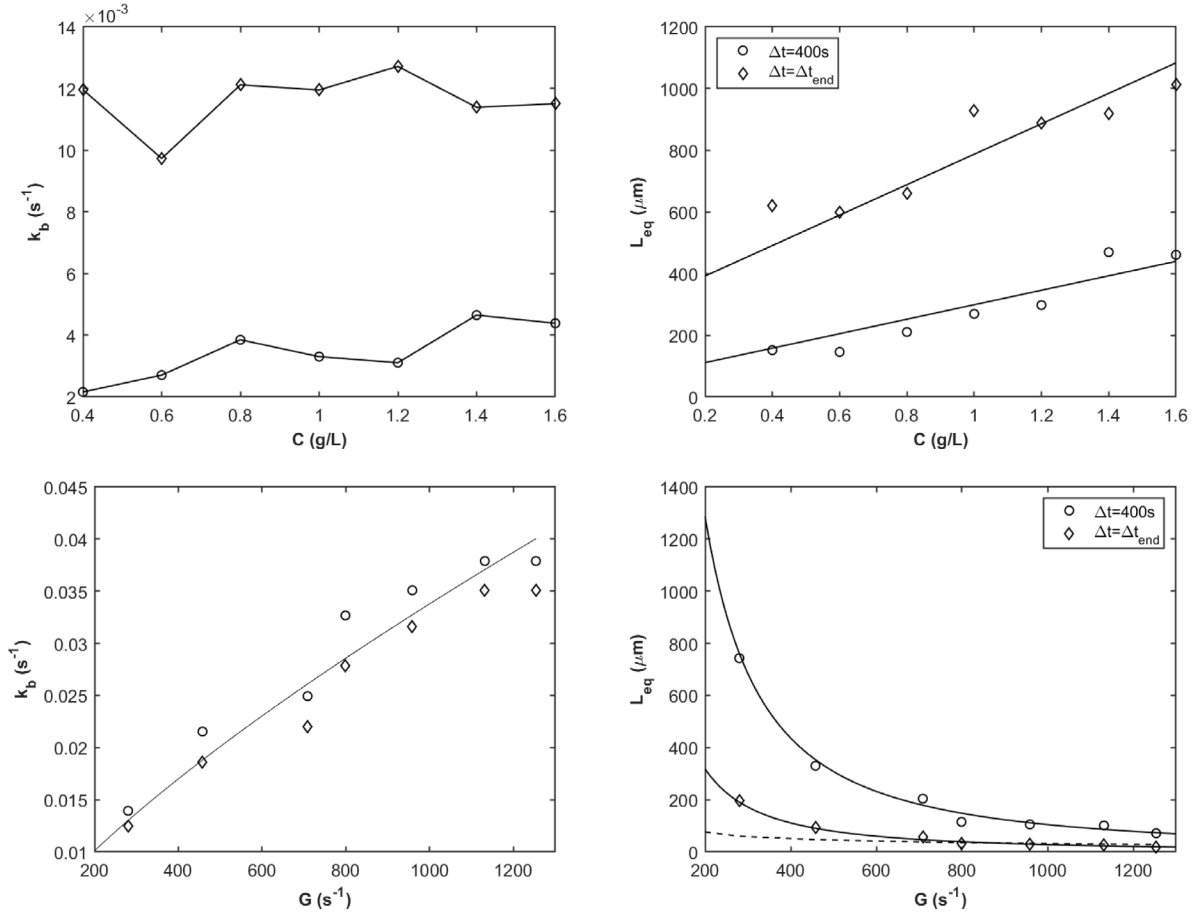 ×10⁻³
14
12
10
8
6
4
2
k_b (s⁻¹)
0.4 0.6 0.8 1 1.2 1.4 1.6
C (g/L)
1200
1000
800
600
400
200
0
L_eq (μm)
Δt=400s
Δt=Δt_end
0.2 0.4 0.6 0.8 1 1.2 1.4 1.6
C (g/L)
0.045
0.04
0.035
0.03
0.025
0.02
0.015
0.01
k_b (s⁻¹)
200 400 600 800 1000 1200
G (s⁻¹)
1400
1200
1000
800
600
400
200
0
L_eq (μm)
Δt=400s
Δt=Δt_end
200 400 600 800 1000 1200
G (s⁻¹)